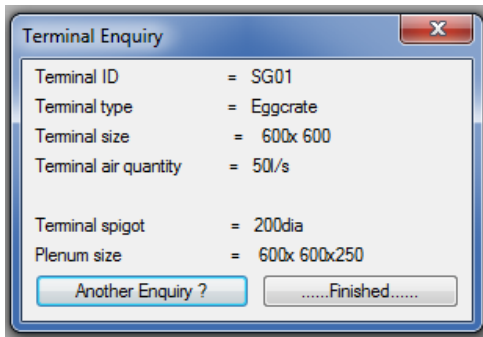 Terminal Enquiry
Terminal ID = SG01
Terminal type = Eggcrate
Terminal size = 600x 600
Terminal air quantity = 50l/s
Terminal spigot = 200dia
Plenum size = 600x 600x250
Another Enquiry ? ......Finished......